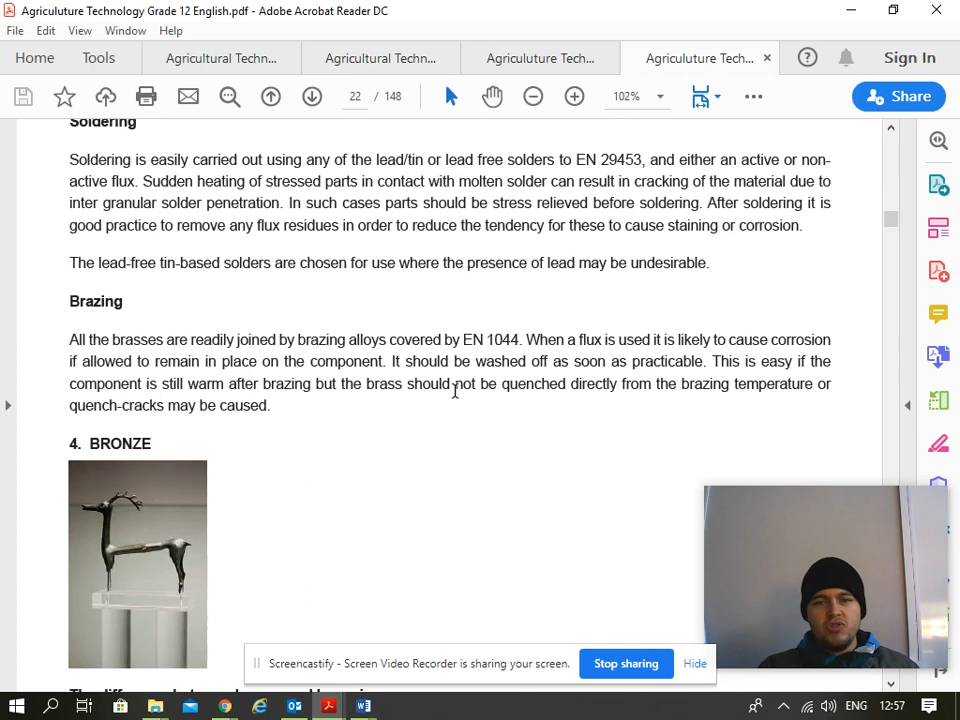 Agriculuture Technology Grade 12 English.pdf - Adobe Acrobat Reader DC
File Edit View Window Help
Home Tools Agricultural Techn... Agricultural Techn... Agriculuture Tech... Agriculuture Tech... × Sign In
22 / 148 102% Share
Soldering
Soldering is easily carried out using any of the lead/tin or lead free solders to EN 29453, and either an active or non-
active flux. Sudden heating of stressed parts in contact with molten solder can result in cracking of the material due to
inter granular solder penetration. In such cases parts should be stress relieved before soldering. After soldering it is
good practice to remove any flux residues in order to reduce the tendency for these to cause staining or corrosion.
The lead-free tin-based solders are chosen for use where the presence of lead may be undesirable.
Brazing
All the brasses are readily joined by brazing alloys covered by EN 1044. When a flux is used it is likely to cause corrosion
if allowed to remain in place on the component. It should be washed off as soon as practicable. This is easy if the
component is still warm after brazing but the brass should not be quenched directly from the brazing temperature or
quench-cracks may be caused.
4. BRONZE
Screencastify - Screen Video Recorder is sharing your screen. Stop sharing Hide
ENG 12:57